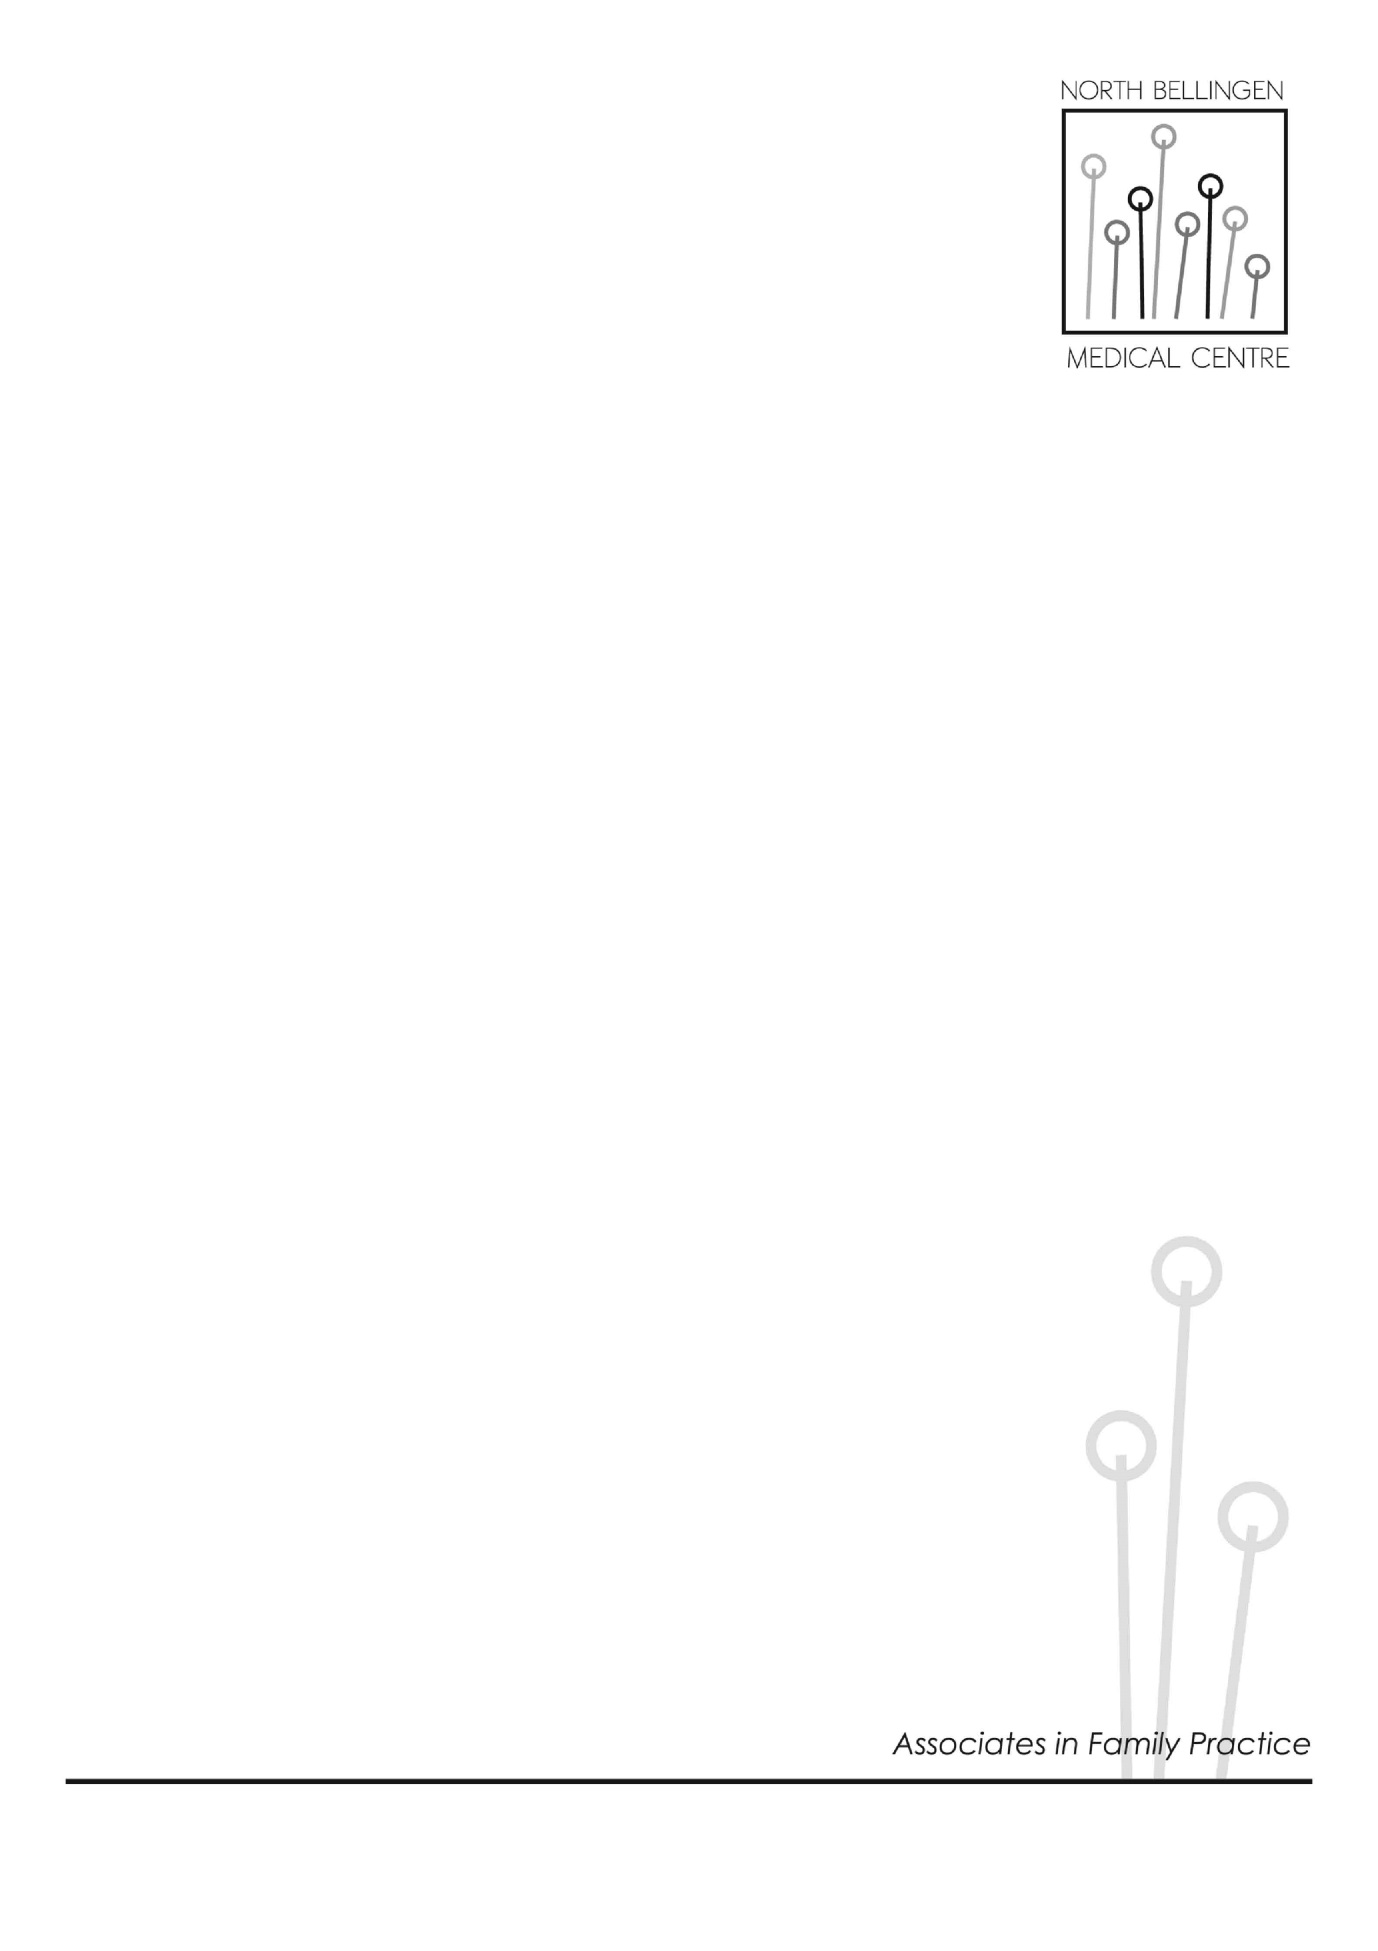 NORTH BELLINGEN
MEDICAL CENTRE
Associates in Family Practice